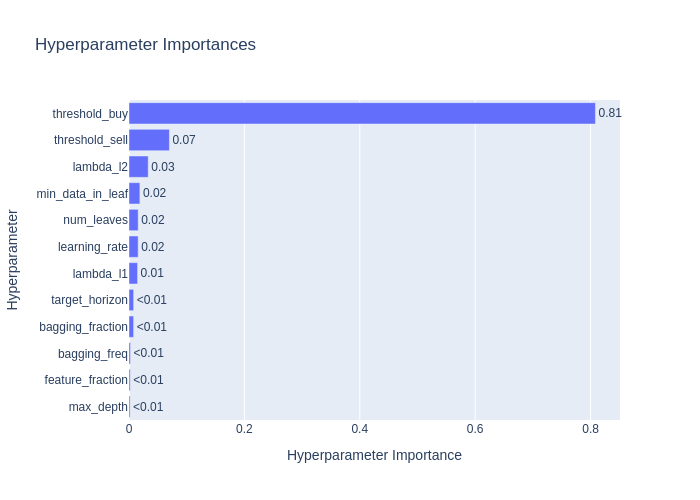 Hyperparameter Importances
threshold_buy 0.81
threshold_sell 0.07
lambda_l2 0.03
min_data_in_leaf 0.02
num_leaves 0.02
learning_rate 0.02
lambda_l1 0.01
target_horizon <0.01
bagging_fraction <0.01
bagging_freq <0.01
feature_fraction <0.01
max_depth <0.01
0 0.2 0.4 0.6 0.8
Hyperparameter Importance
Hyperparameter